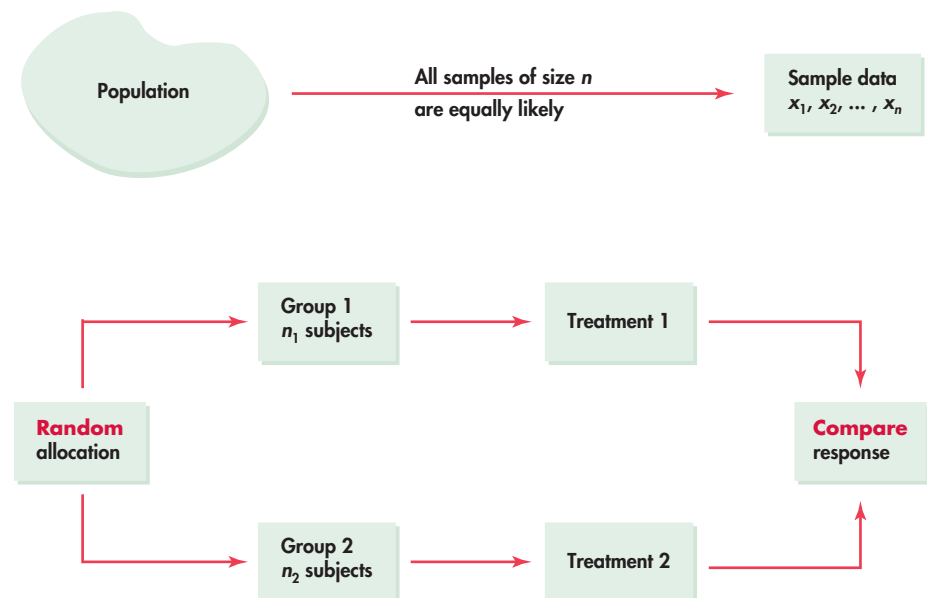 Population
All samples of size n
are equally likely
Sample data
x₁, x₂, ... , xₙ
Group 1
n₁ subjects
Treatment 1
Random
allocation
Compare
response
Group 2
n₂ subjects
Treatment 2